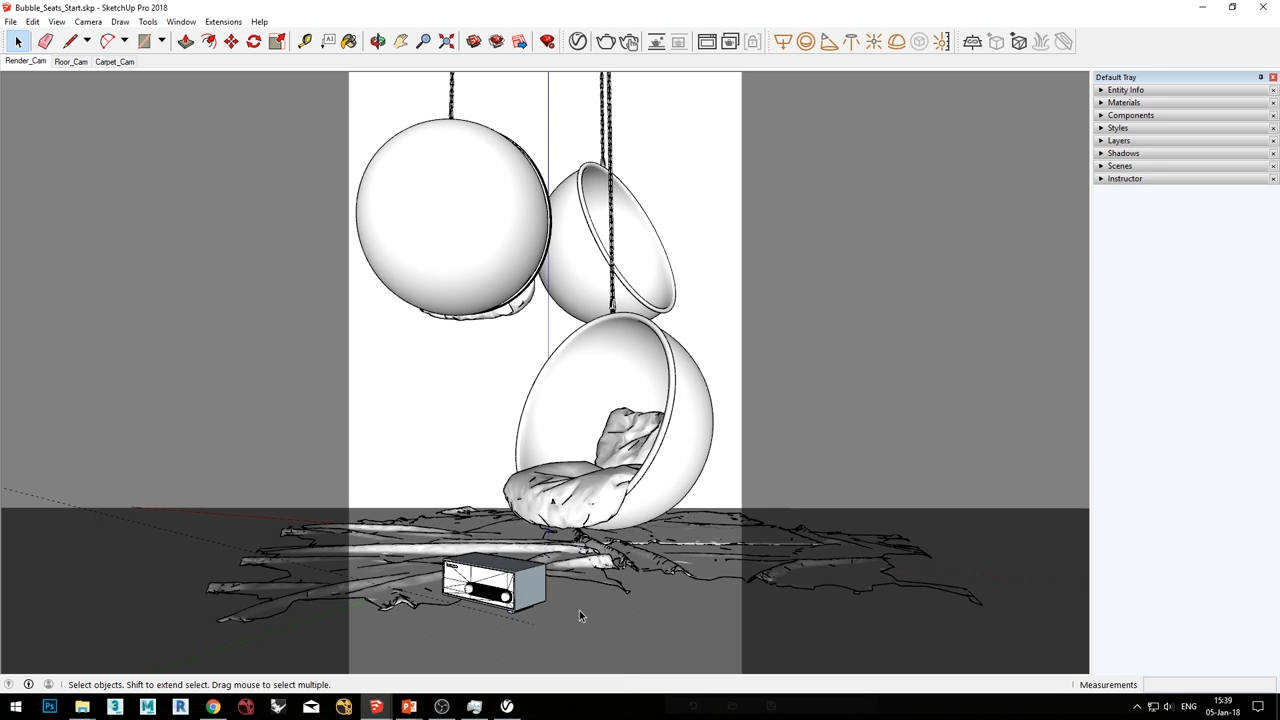 Bubble_Seats_Start.skp - SketchUp Pro 2018
File Edit View Camera Draw Tools Window Extensions Help
Render_Cam Floor_Cam Carpet_Cam
Default Tray
Entity Info
Materials
Components
Styles
Layers
Shadows
Scenes
Instructor
Select objects. Shift to extend select. Drag mouse to select multiple.
Measurements
ENG
15:39
05-Jan-18